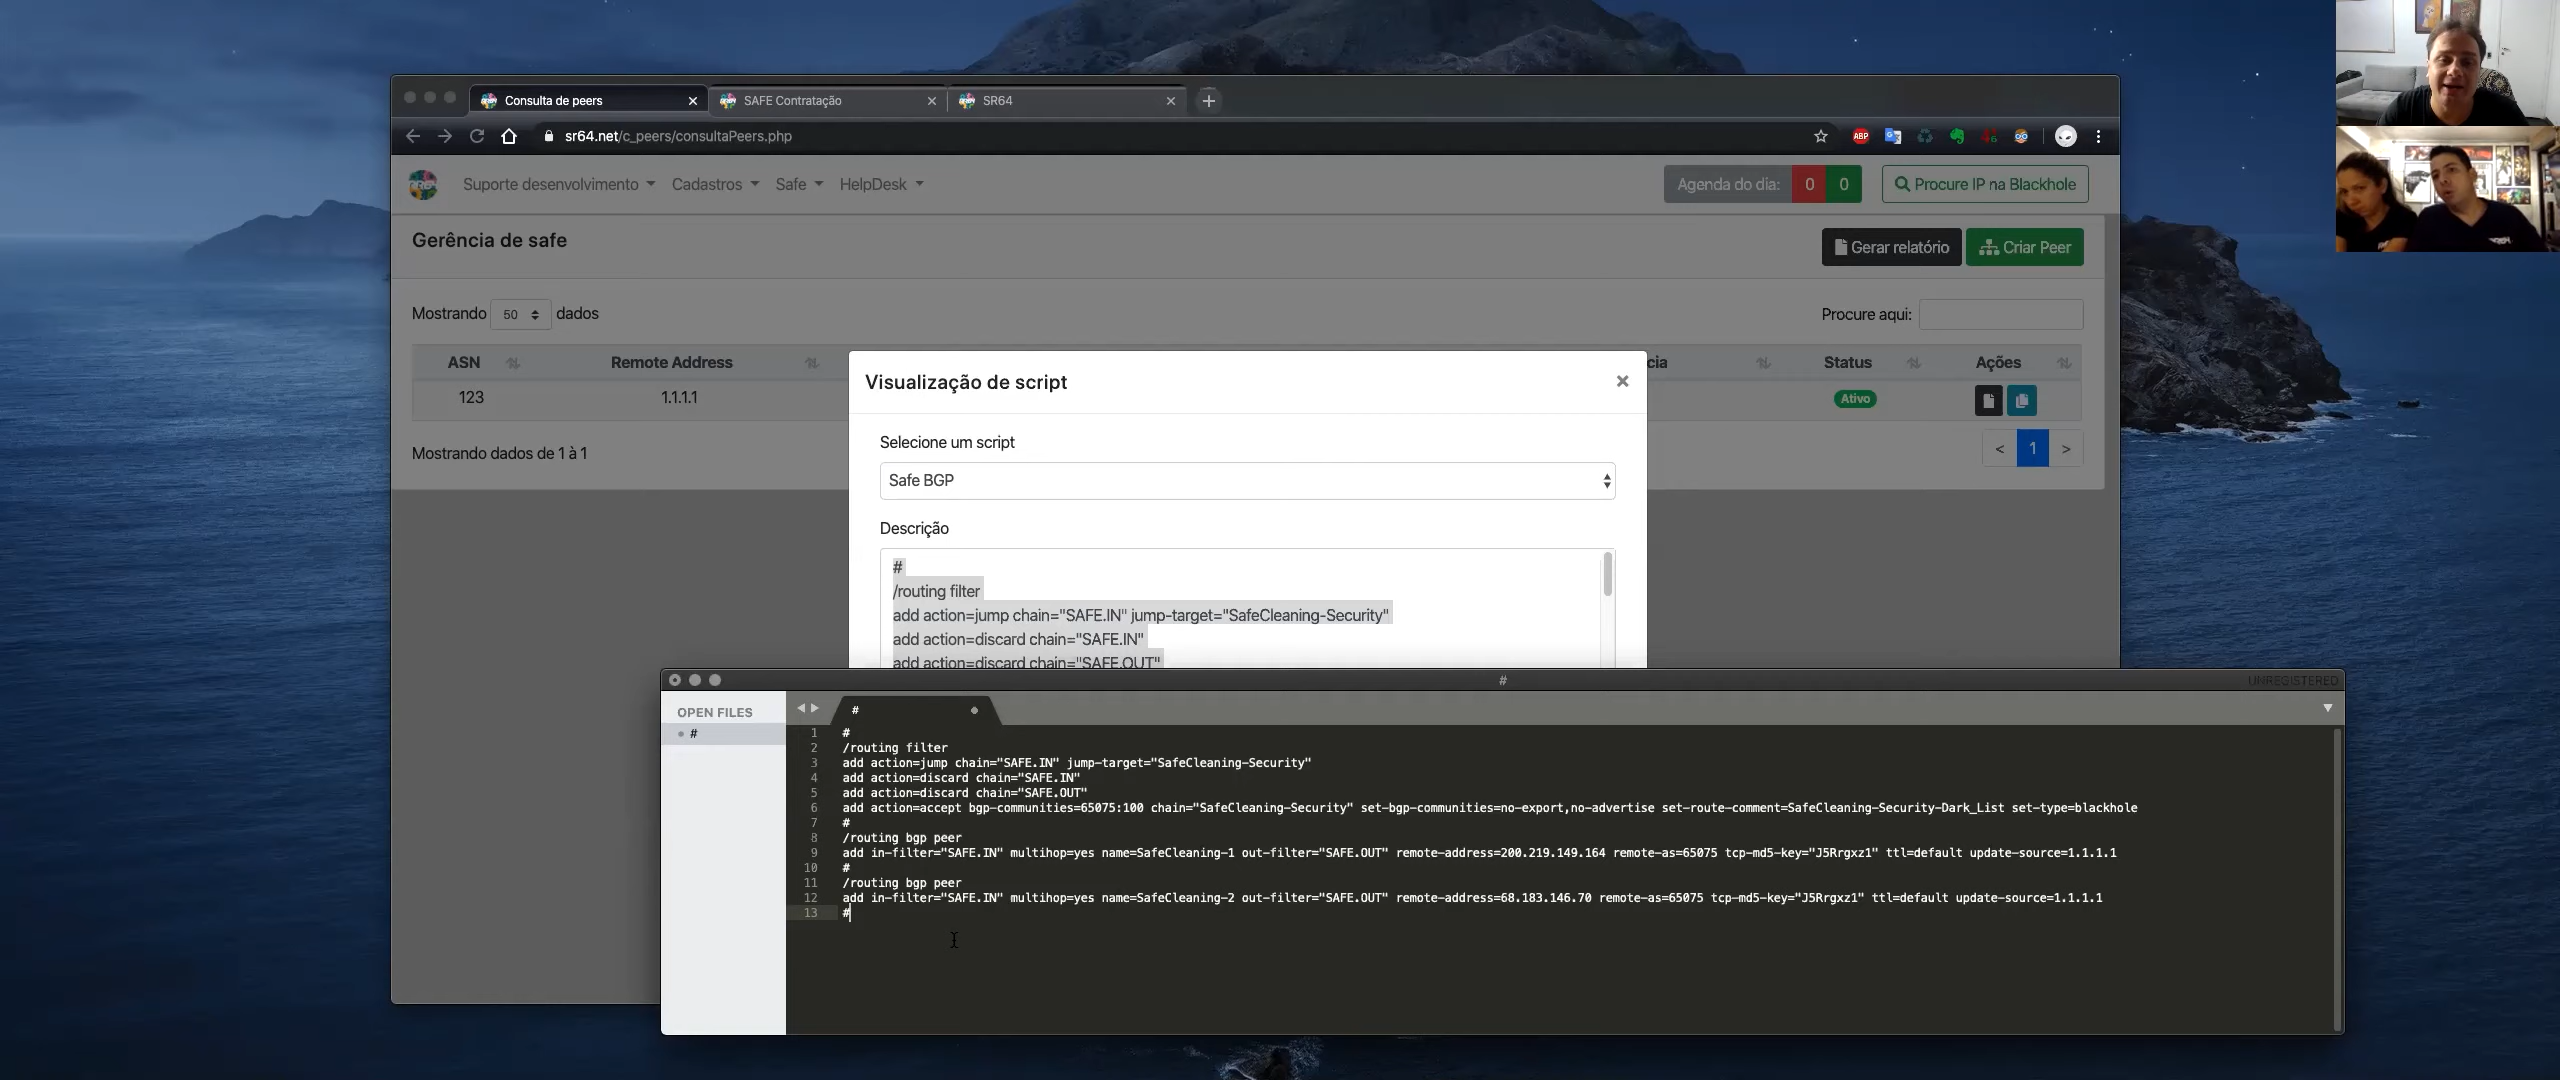 Consulta de peers
SAFE Contratação
SR64
sr64.net/c_peers/consultaPeers.php
ABP
Suporte desenvolvimento
Cadastros
Safe
HelpDesk
Agenda do dia: 0 0
Procure IP na Blackhole
Gerência de safe
Gerar relatório
Criar Peer
Mostrando 50 dados
Procure aqui:
ASN Remote Address cia Status Ações
123 1.1.1.1 Ativo
Mostrando dados de 1 à 1
< 1 >
Visualização de script
×
Selecione um script
Safe BGP
Descrição
#
/routing filter
add action=jump chain="SAFE.IN" jump-target="SafeCleaning-Security"
add action=discard chain="SAFE.IN"
add action=discard chain="SAFE.OUT"
#
UNREGISTERED
OPEN FILES
#
#
1 #
2 /routing filter
3 add action=jump chain="SAFE.IN" jump-target="SafeCleaning-Security"
4 add action=discard chain="SAFE.IN"
5 add action=discard chain="SAFE.OUT"
6 add action=accept bgp-communities=65075:100 chain="SafeCleaning-Security" set-bgp-communities=no-export,no-advertise set-route-comment=SafeCleaning-Security-Dark_List set-type=blackhole
7 #
8 /routing bgp peer
9 add in-filter="SAFE.IN" multihop=yes name=SafeCleaning-1 out-filter="SAFE.OUT" remote-address=200.219.149.164 remote-as=65075 tcp-md5-key="J5Rrgxz1" ttl=default update-source=1.1.1.1
10 #
11 /routing bgp peer
12 add in-filter="SAFE.IN" multihop=yes name=SafeCleaning-2 out-filter="SAFE.OUT" remote-address=68.183.146.70 remote-as=65075 tcp-md5-key="J5Rrgxz1" ttl=default update-source=1.1.1.1
13 #